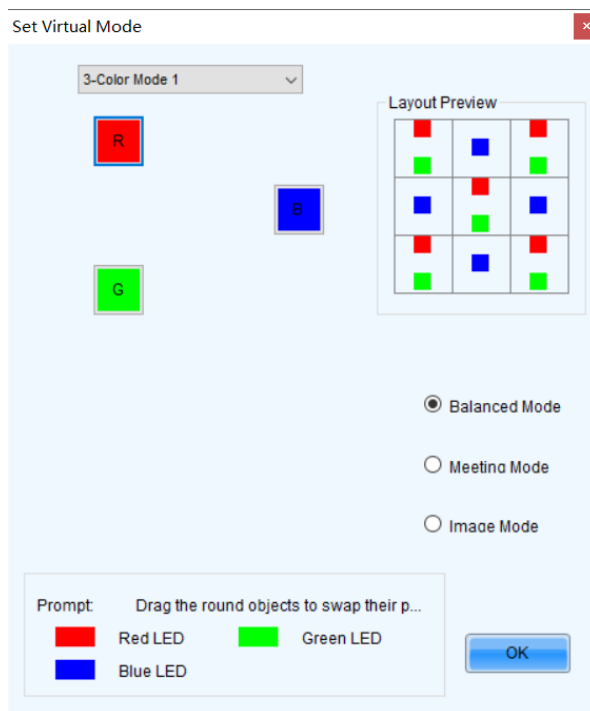 Set Virtual Mode
×
3-Color Mode 1
Layout Preview
R
B
G
Balanced Mode
Meeting Mode
Image Mode
Prompt: Drag the round objects to swap their p...
Red LED Green LED
Blue LED
OK